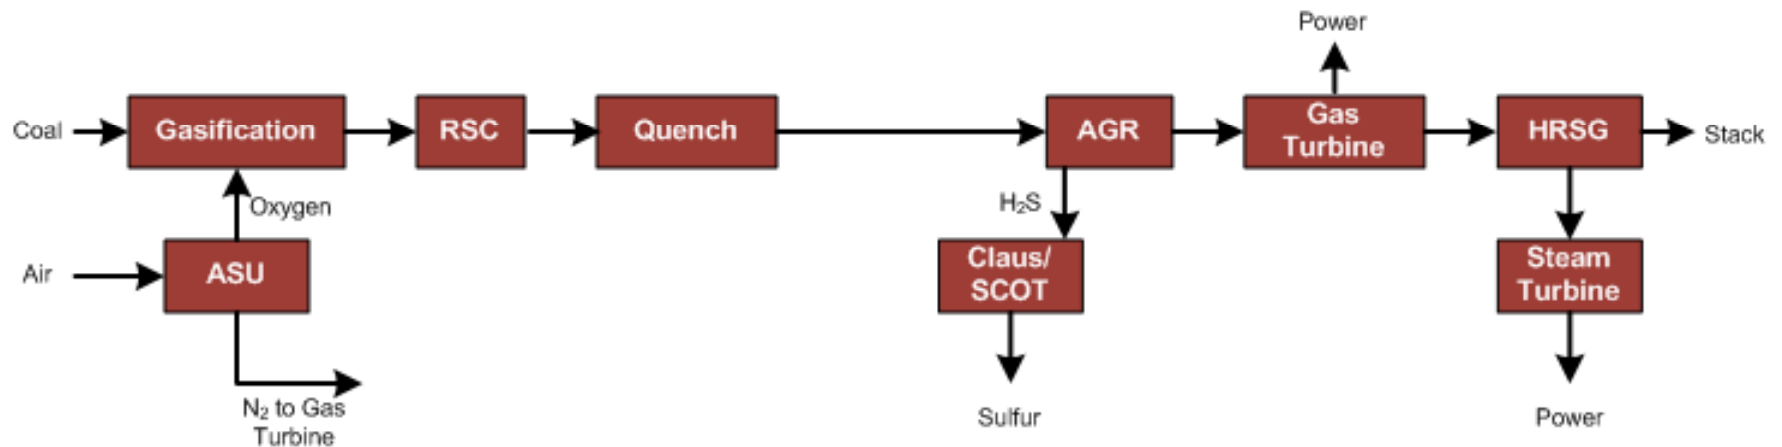 Power
Coal
Gasification
RSC
Quench
AGR
Gas
Turbine
HRSG
Stack
Oxygen
H₂S
Air
ASU
Claus/
SCOT
Steam
Turbine
N₂ to Gas
Turbine
Sulfur
Power